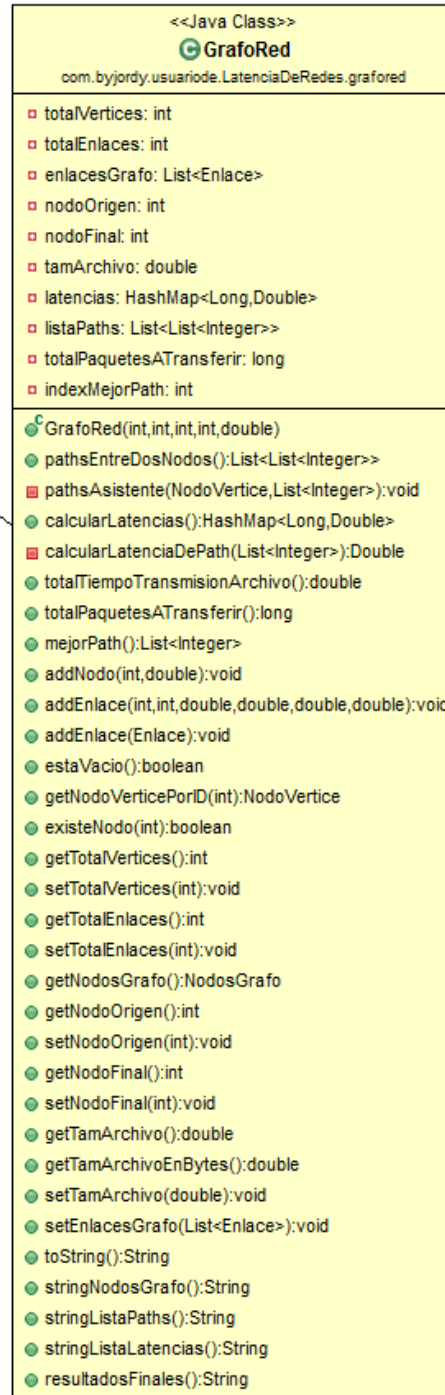 <<Java Class>>
GrafoRed
com.byjordy.usuariode.LatenciaDeRedes.grafored
totalVertices: int
totalEnlaces: int
enlacesGrafo: List<Enlace>
nodoOrigen: int
nodoFinal: int
tamArchivo: double
latencias: HashMap<Long,Double>
listaPaths: List<List<Integer>>
totalPaquetesATransferir: long
indexMejorPath: int
GrafoRed(int,int,int,int,double)
pathsEntreDosNodos():List<List<Integer>>
pathsAsistente(NodoVertice,List<Integer>):void
calcularLatencias():HashMap<Long,Double>
calcularLatenciaDePath(List<Integer>):Double
totalTiempoTransmisionArchivo():double
totalPaquetesATransferir():long
mejorPath():List<Integer>
addNodo(int,double):void
addEnlace(int,int,double,double,double,double):void
addEnlace(Enlace):void
estaVacio():boolean
getNodoVerticePorID(int):NodoVertice
existeNodo(int):boolean
getTotalVertices():int
setTotalVertices(int):void
getTotalEnlaces():int
setTotalEnlaces(int):void
getNodosGrafo():NodosGrafo
getNodoOrigen():int
setNodoOrigen(int):void
getNodoFinal():int
setNodoFinal(int):void
getTamArchivo():double
getTamArchivoEnBytes():double
setTamArchivo(double):void
setEnlacesGrafo(List<Enlace>):void
toString():String
stringNodosGrafo():String
stringListaPaths():String
stringListaLatencias():String
resultadosFinales():String